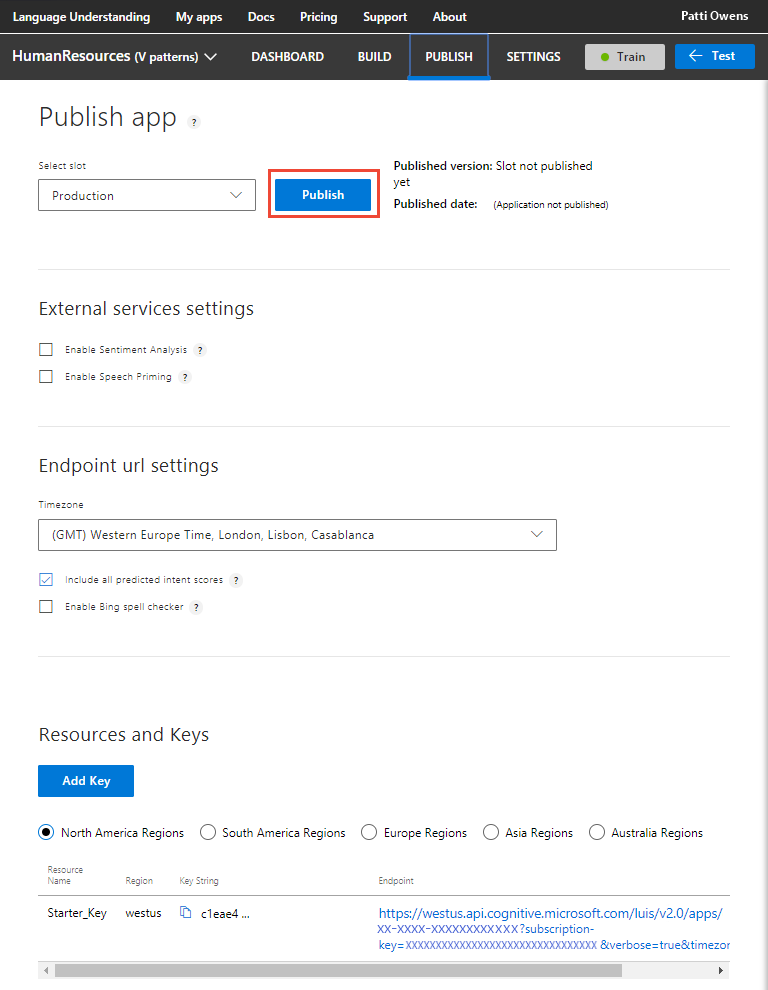 Language Understanding My apps Docs Pricing Support About Patti Owens
HumanResources (V patterns) DASHBOARD BUILD PUBLISH SETTINGS Train Test
Publish app ?
Select slot
Production
Publish
Published version: Slot not published
yet
Published date: (Application not published)
External services settings
Enable Sentiment Analysis ?
Enable Speech Priming ?
Endpoint url settings
Timezone
(GMT) Western Europe Time, London, Lisbon, Casablanca
Include all predicted intent scores ?
Enable Bing spell checker ?
Resources and Keys
Add Key
North America Regions South America Regions Europe Regions Asia Regions Australia Regions
Resource
Name Region Key String Endpoint
Starter_Key westus c1eae4 ... https://westus.api.cognitive.microsoft.com/luis/v2.0/apps/
XX-XXXX-XXXXXXXXXXXX?subscription-
key=XXXXXXXXXXXXXXXXXXXXXXXXXXXXXXXX &verbose=true&timezor